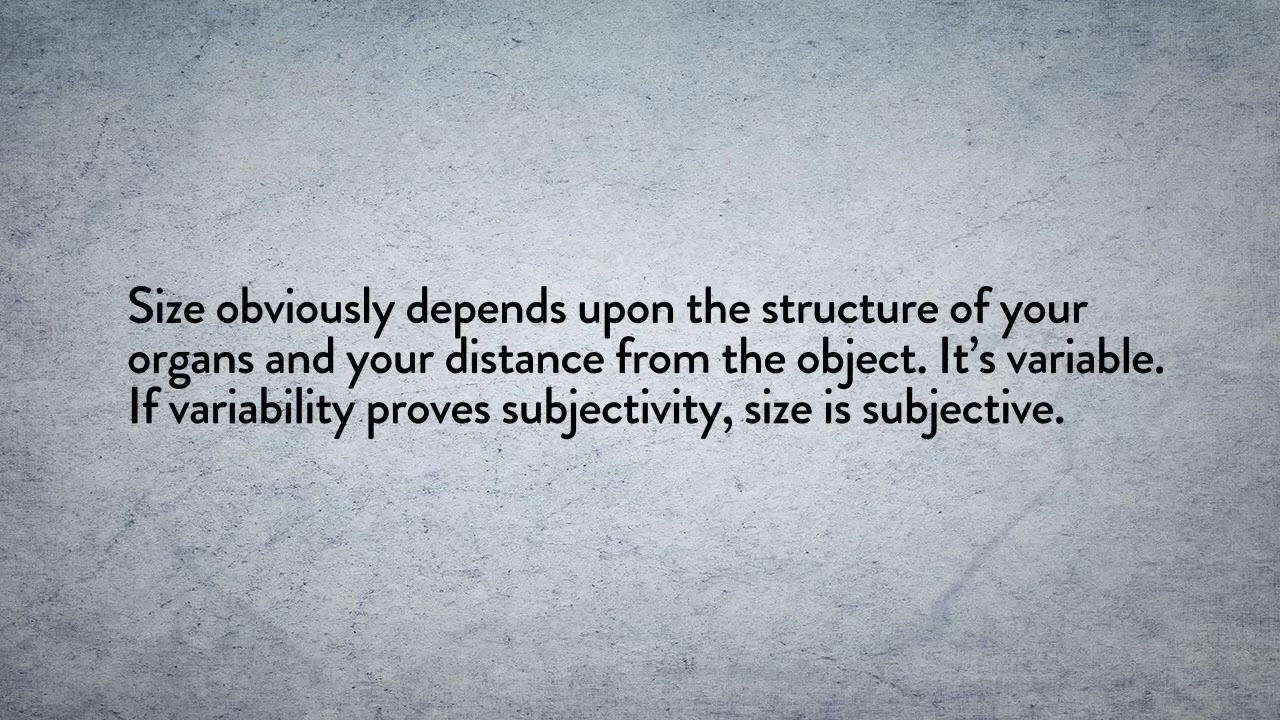 Size obviously depends upon the structure of your
organs and your distance from the object. It’s variable.
If variability proves subjectivity, size is subjective.